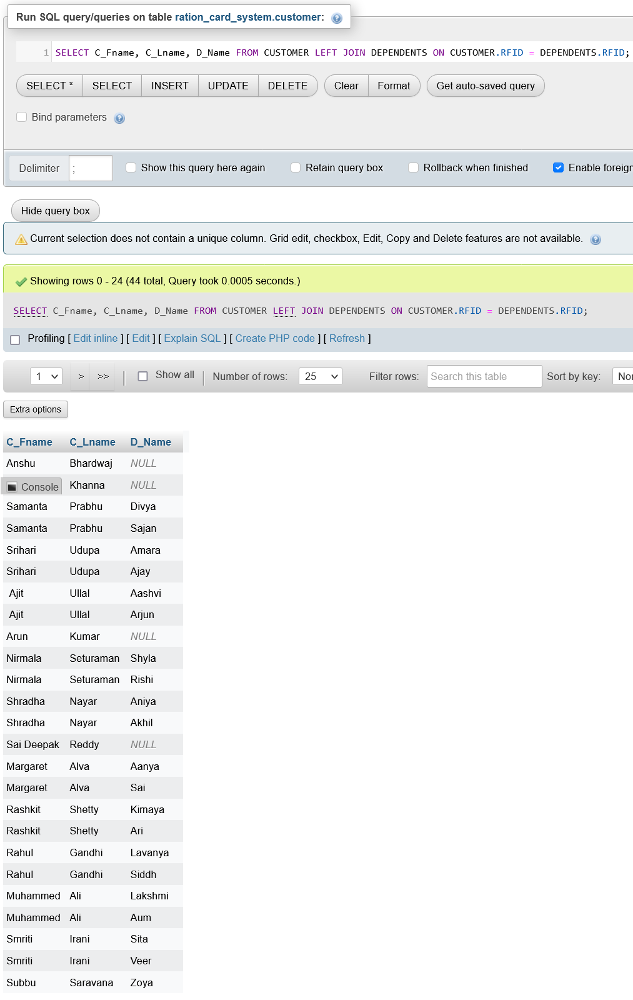 Run SQL query/queries on table ration_card_system.customer:
1 SELECT C_Fname, C_Lname, D_Name FROM CUSTOMER LEFT JOIN DEPENDENTS ON CUSTOMER.RFID = DEPENDENTS.RFID;
SELECT * SELECT INSERT UPDATE DELETE Clear Format Get auto-saved query
Bind parameters
Delimiter ; Show this query here again Retain query box Rollback when finished Enable foreign
Hide query box
Current selection does not contain a unique column. Grid edit, checkbox, Edit, Copy and Delete features are not available.
Showing rows 0 - 24 (44 total, Query took 0.0005 seconds.)
SELECT C_Fname, C_Lname, D_Name FROM CUSTOMER LEFT JOIN DEPENDENTS ON CUSTOMER.RFID = DEPENDENTS.RFID;
Profiling [ Edit inline ] [ Edit ] [ Explain SQL ] [ Create PHP code ] [ Refresh ]
1 > >> | Show all | Number of rows: 25 Filter rows: Search this table Sort by key:
Extra options
C_Fname C_Lname D_Name
Anshu Bhardwaj NULL
Console Khanna NULL
Samanta Prabhu Divya
Samanta Prabhu Sajan
Srihari Udupa Amara
Srihari Udupa Ajay
Ajit Ullal Aashvi
Ajit Ullal Arjun
Arun Kumar NULL
Nirmala Seturaman Shyla
Nirmala Seturaman Rishi
Shradha Nayar Aniya
Shradha Nayar Akhil
Sai Deepak Reddy NULL
Margaret Alva Aanya
Margaret Alva Sai
Rashkit Shetty Kimaya
Rashkit Shetty Ari
Rahul Gandhi Lavanya
Rahul Gandhi Siddh
Muhammed Ali Lakshmi
Muhammed Ali Aum
Smriti Irani Sita
Smriti Irani Veer
Subbu Saravana Zoya